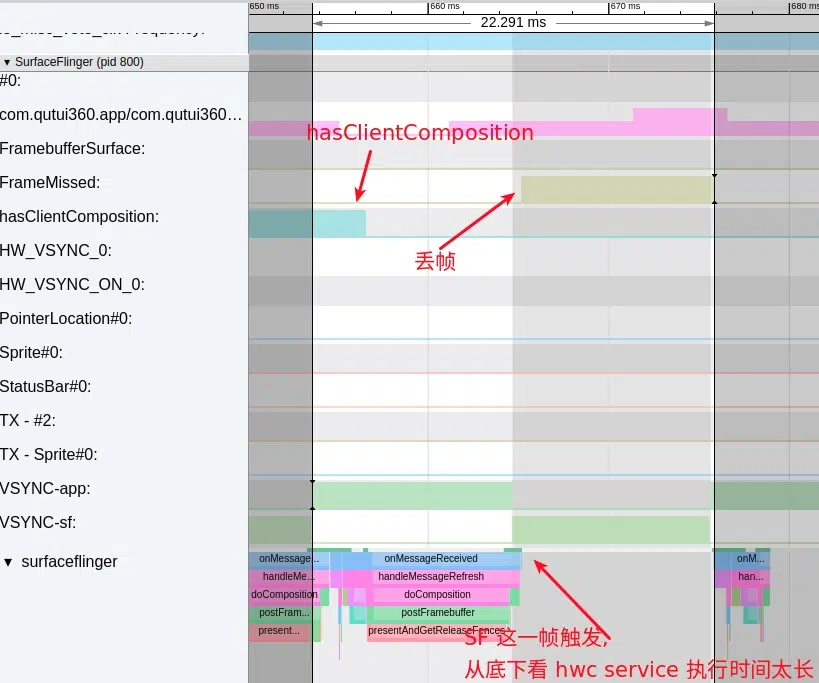 650 ms 660 ms 670 ms 680 ms
22.291 ms
SurfaceFlinger (pid 800)
#0:
com.qutui360.app/com.qutui360…
hasClientComposition
FramebufferSurface:
FrameMissed:
hasClientComposition:
HW_VSYNC_0:
丢帧
HW_VSYNC_ON_0:
PointerLocation#0:
Sprite#0:
StatusBar#0:
TX - #2:
TX - Sprite#0:
VSYNC-app:
VSYNC-sf:
surfaceflinger
onMessage... onMessageReceived onM...
handleMe... handleMessageRefresh han...
doComposition doComposition
postFram... postFramebuffer
present... presentAndGetReleaseFences
SF 这一帧触发,
从底下看 hwc service 执行时间太长